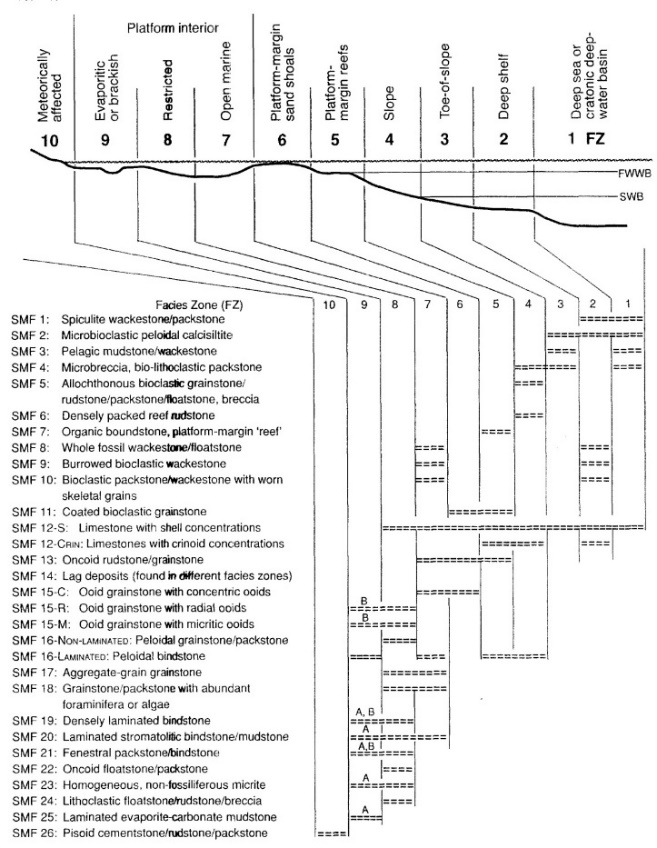 Platform interior
Meteorically affected
Evaporitic or brackish
Restricted
Open marine
Platform-margin sand shoals
Platform-margin reefs
Slope
Toe-of-slope
Deep shelf
Deep sea or cratonic deep-water basin
10 9 8 7 6 5 4 3 2 1 FZ
FWWB
SWB
Facies Zone (FZ) 10 9 8 7 6 5 4 3 2 1
SMF 1: Spiculite wackestone/packstone
SMF 2: Microbioclastic peloidal calcisiltite
SMF 3: Pelagic mudstone/wackestone
SMF 4: Microbreccia, bio-lithoclastic packstone
SMF 5: Allochthonous bioclastic grainstone/
rudstone/packstone/floatstone, breccia
SMF 6: Densely packed reef rudstone
SMF 7: Organic boundstone, platform-margin 'reef'
SMF 8: Whole fossil wackestone/floatstone
SMF 9: Burrowed bioclastic wackestone
SMF 10: Bioclastic packstone/wackestone with worn
skeletal grains
SMF 11: Coated bioclastic grainstone
SMF 12-S: Limestone with shell concentrations
SMF 12-CRIN: Limestones with crinoid concentrations
SMF 13: Oncoid rudstone/grainstone
SMF 14: Lag deposits (found in different facies zones)
SMF 15-C: Ooid grainstone with concentric ooids
SMF 15-R: Ooid grainstone with radial ooids B
SMF 15-M: Ooid grainstone with micritic ooids B
SMF 16-NON-LAMINATED: Peloidal grainstone/packstone
SMF 16-LAMINATED: Peloidal bindstone
SMF 17: Aggregate-grain grainstone
SMF 18: Grainstone/packstone with abundant
foraminifera or algae
SMF 19: Densely laminated bindstone A, B
SMF 20: Laminated stromatolitic bindstone/mudstone A
SMF 21: Fenestral packstone/bindstone A,B
SMF 22: Oncoid floatstone/packstone
SMF 23: Homogeneous, non-fossiliferous micrite A
SMF 24: Lithoclastic floatstone/rudstone/breccia
SMF 25: Laminated evaporite-carbonate mudstone A
SMF 26: Pisoid cementstone/rudstone/packstone